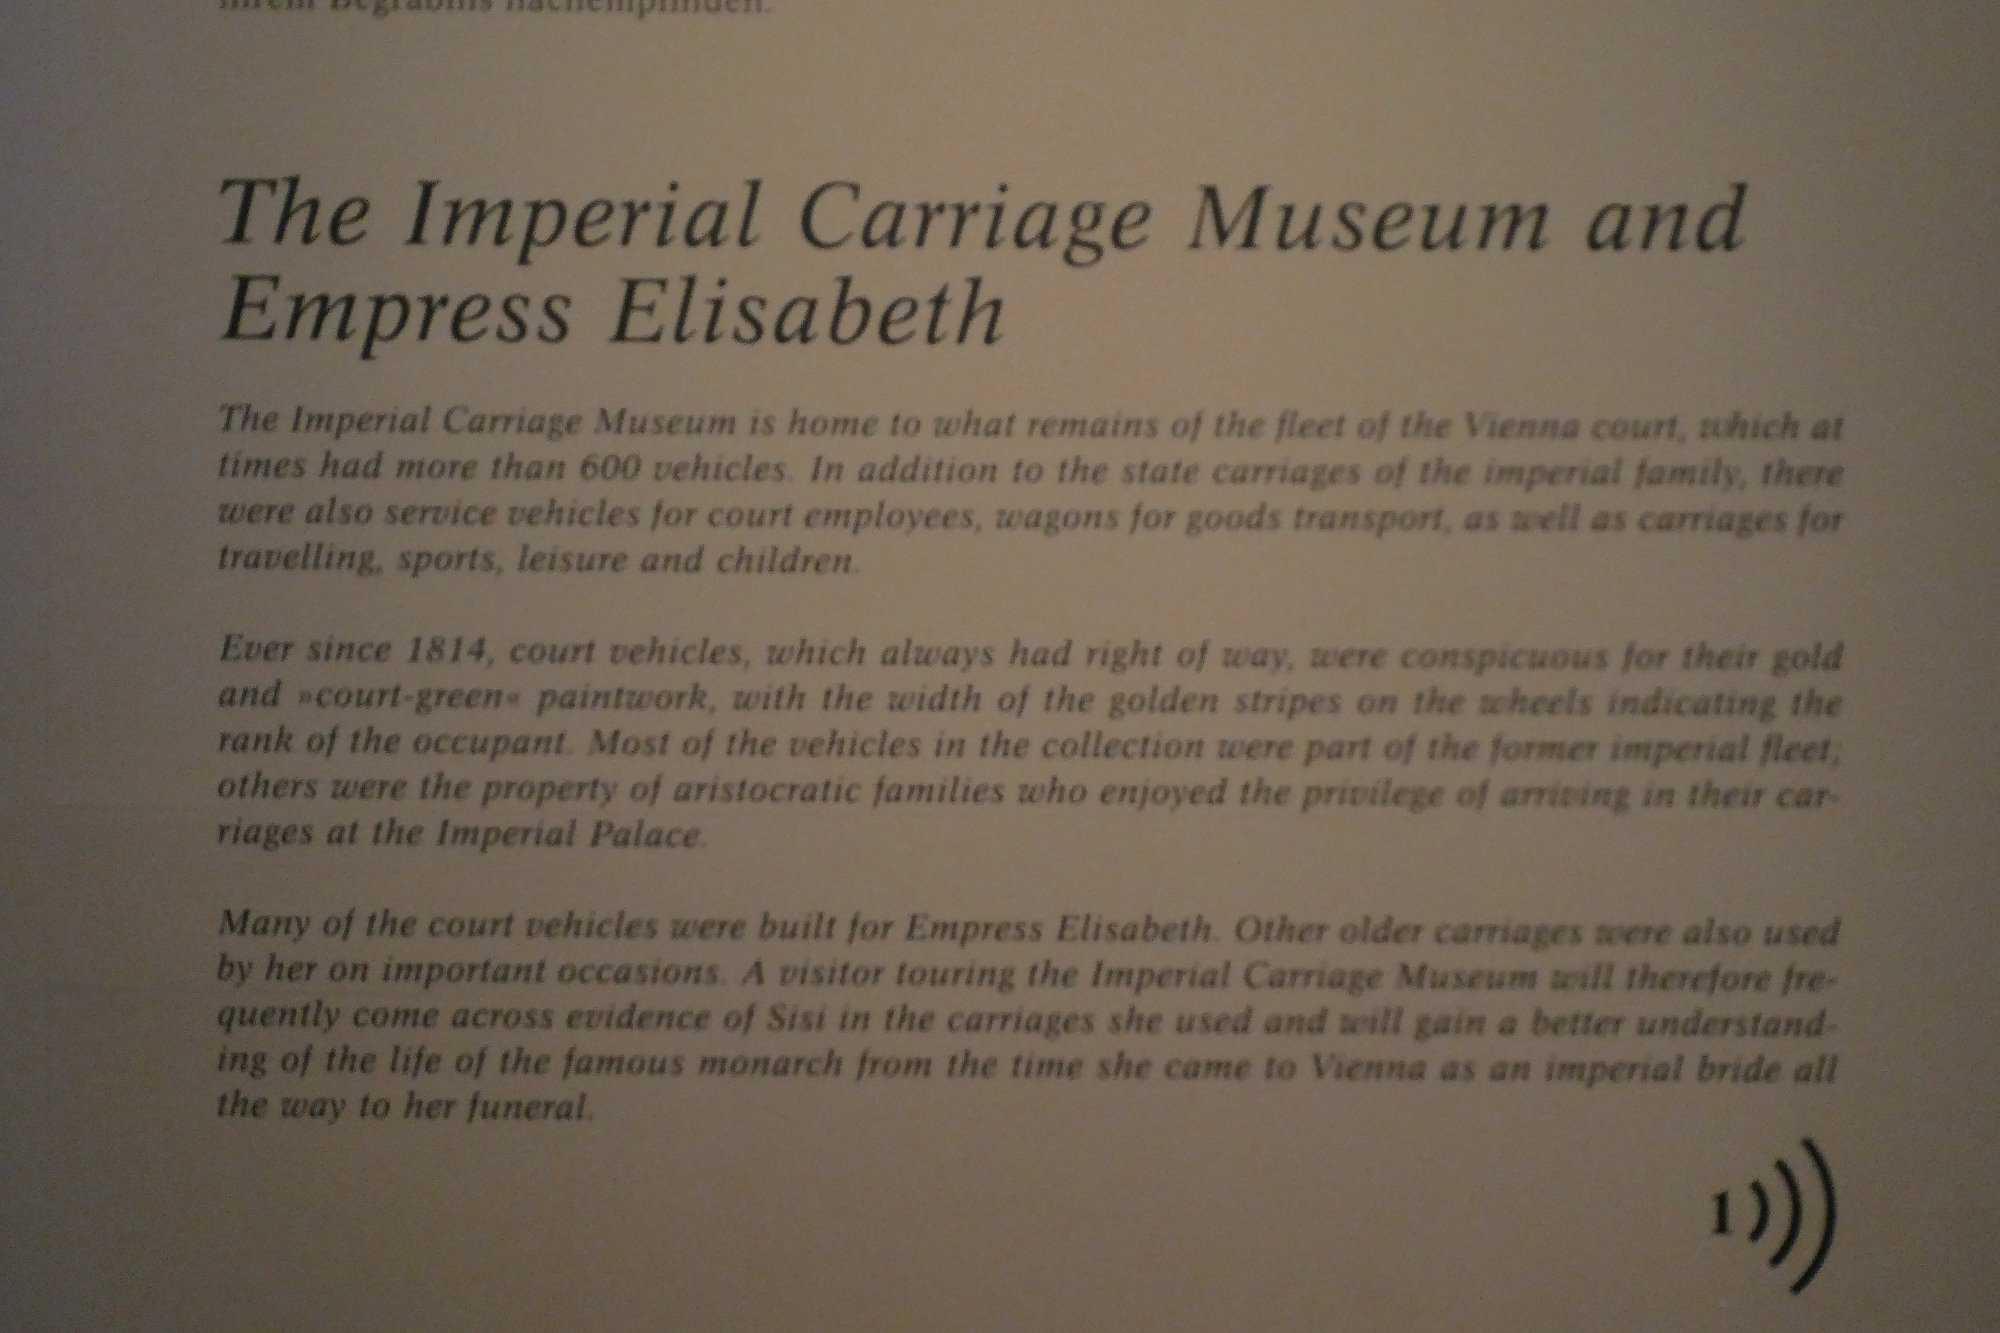 ihrem Begräbnis nachempfinden.
The Imperial Carriage Museum and
Empress Elisabeth
The Imperial Carriage Museum is home to what remains of the fleet of the Vienna court, which at
times had more than 600 vehicles. In addition to the state carriages of the imperial family, there
were also service vehicles for court employees, wagons for goods transport, as well as carriages for
travelling, sports, leisure and children.
Ever since 1814, court vehicles, which always had right of way, were conspicuous for their gold
and »court-green« paintwork, with the width of the golden stripes on the wheels indicating the
rank of the occupant. Most of the vehicles in the collection were part of the former imperial fleet;
others were the property of aristocratic families who enjoyed the privilege of arriving in their car-
riages at the Imperial Palace.
Many of the court vehicles were built for Empress Elisabeth. Other older carriages were also used
by her on important occasions. A visitor touring the Imperial Carriage Museum will therefore fre-
quently come across evidence of Sisi in the carriages she used and will gain a better understand-
ing of the life of the famous monarch from the time she came to Vienna as an imperial bride all
the way to her funeral.
1